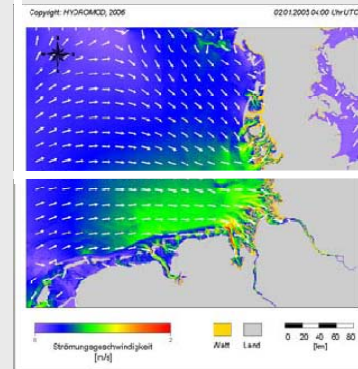 Copyright: HYDROMOD, 2006 02.01.2005 04:00 Uhr UTC
0 2
Strömungsgeschwindigkeit
[m/s]
Watt Land
0 20 40 60 80
[km]